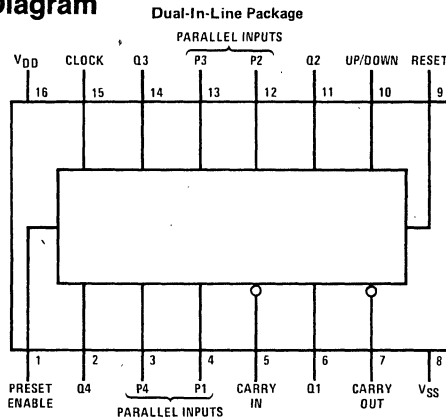 Diagram
Dual-In-Line Package
PARALLEL INPUTS
VDD CLOCK Q3 P3 P2 Q2 UP/DOWN RESET
16 15 14 13 12 11 10 9
1 2 3 4 5 6 7 8
PRESET ENABLE Q4 P4 P1 CARRY IN Q1 CARRY OUT VSS
PARALLEL INPUTS